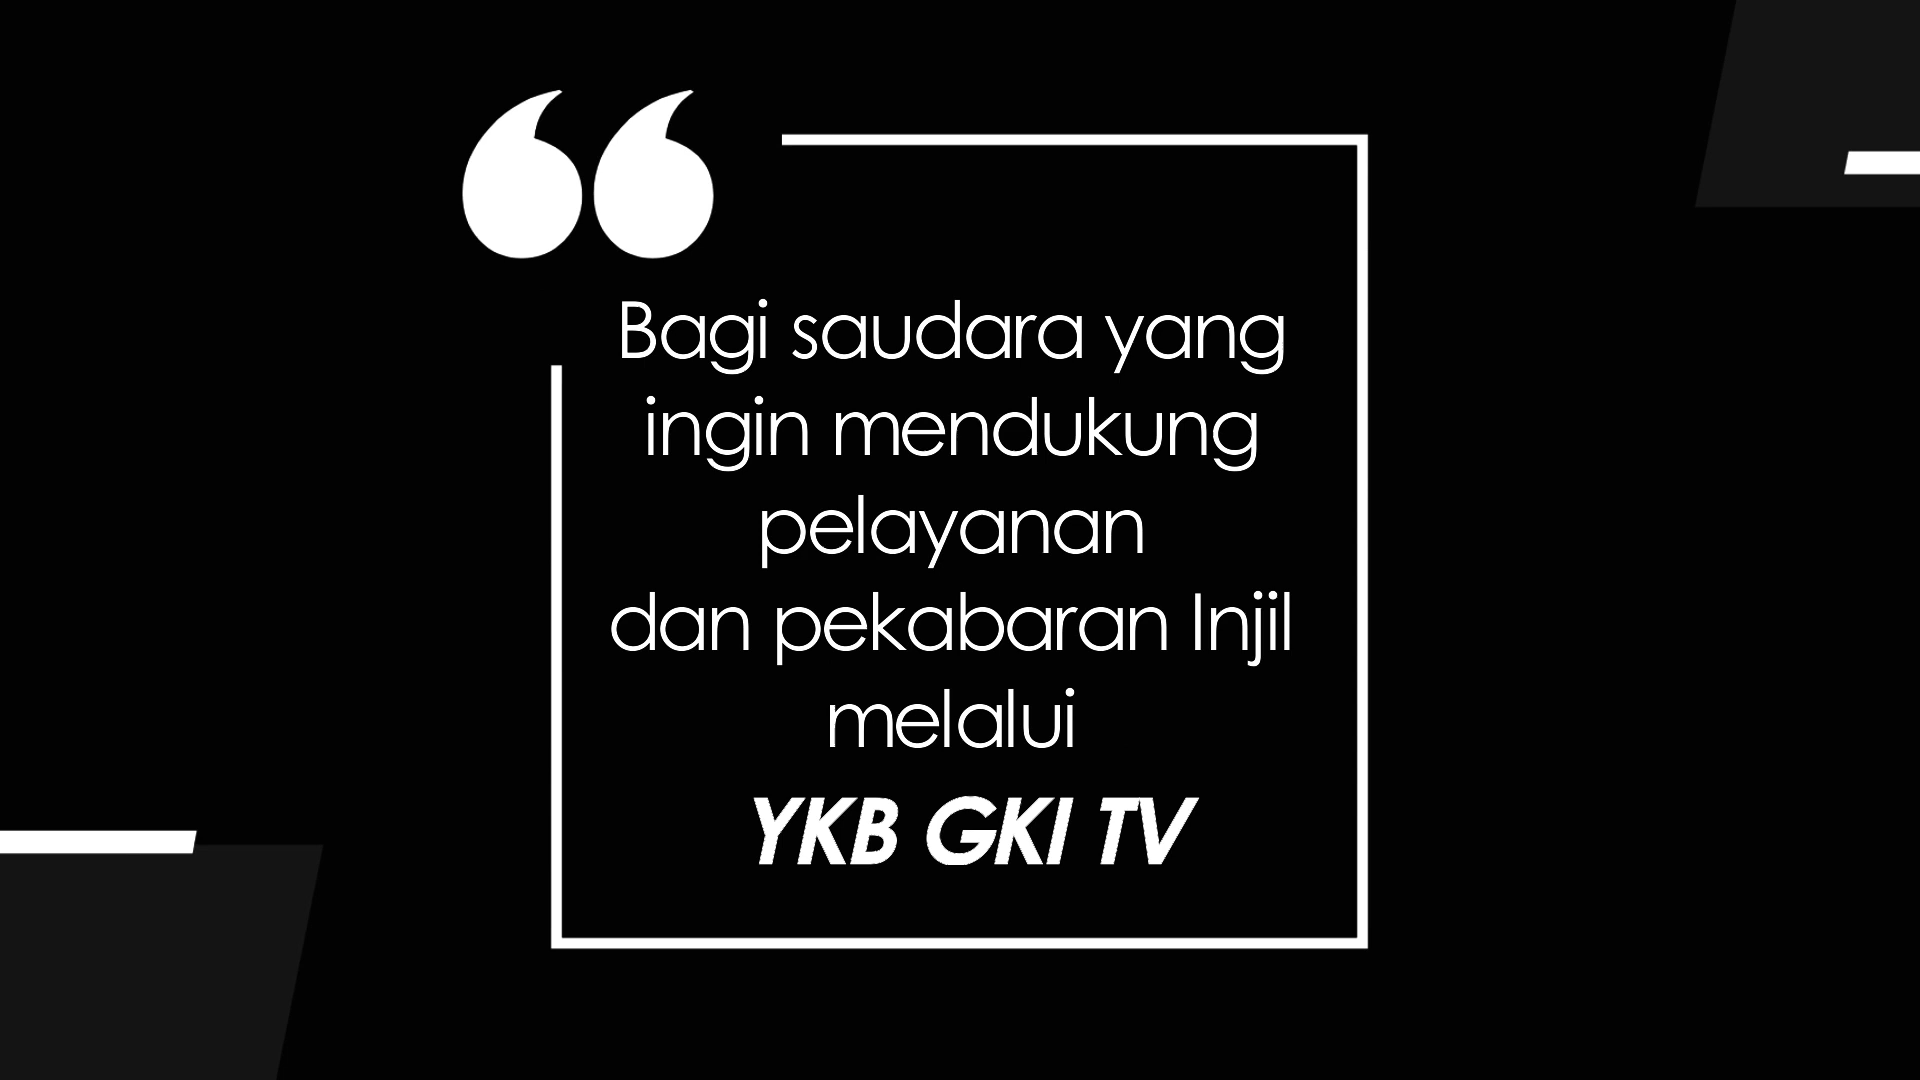 Bagi saudara yang
ingin mendukung
pelayanan
dan pekabaran Injil
melalui
YKB GKI TV